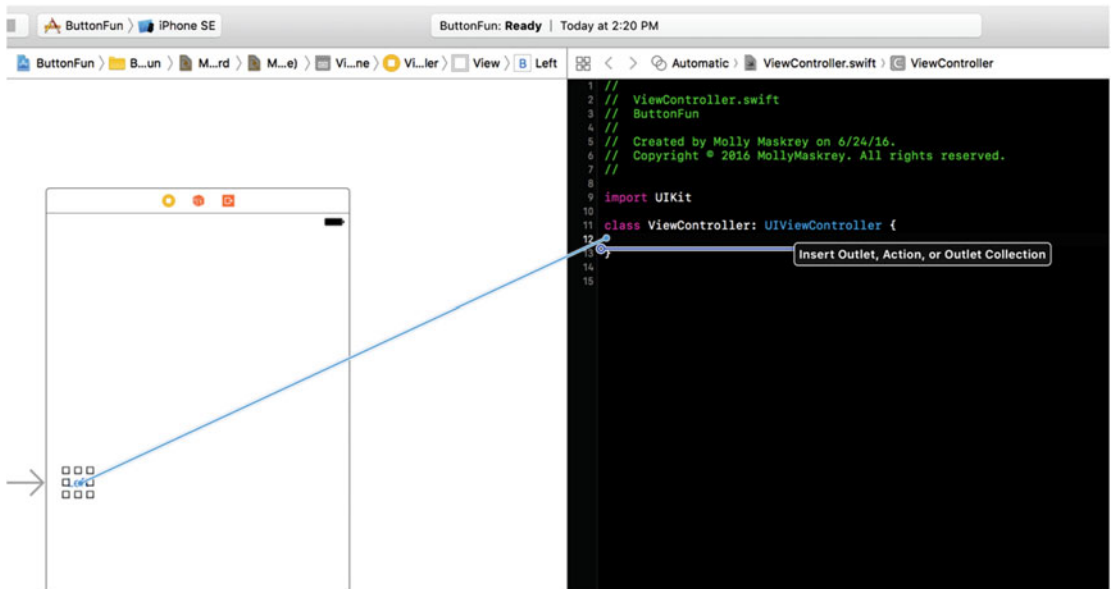 ButtonFun 〉 iPhone SE
ButtonFun: Ready | Today at 2:20 PM
ButtonFun 〉 B...un 〉 M...rd 〉 M...e) 〉 Vi...ne 〉 Vi...ler 〉 View 〉 B Left
< > Automatic 〉 ViewController.swift 〉 C ViewController
1 //
2 // ViewController.swift
3 // ButtonFun
4 //
5 // Created by Molly Maskrey on 6/24/16.
6 // Copyright © 2016 MollyMaskrey. All rights reserved.
7 //
8
9 import UIKit
10
11 class ViewController: UIViewController {
12
Insert Outlet, Action, or Outlet Collection
13 }
14
15
Left